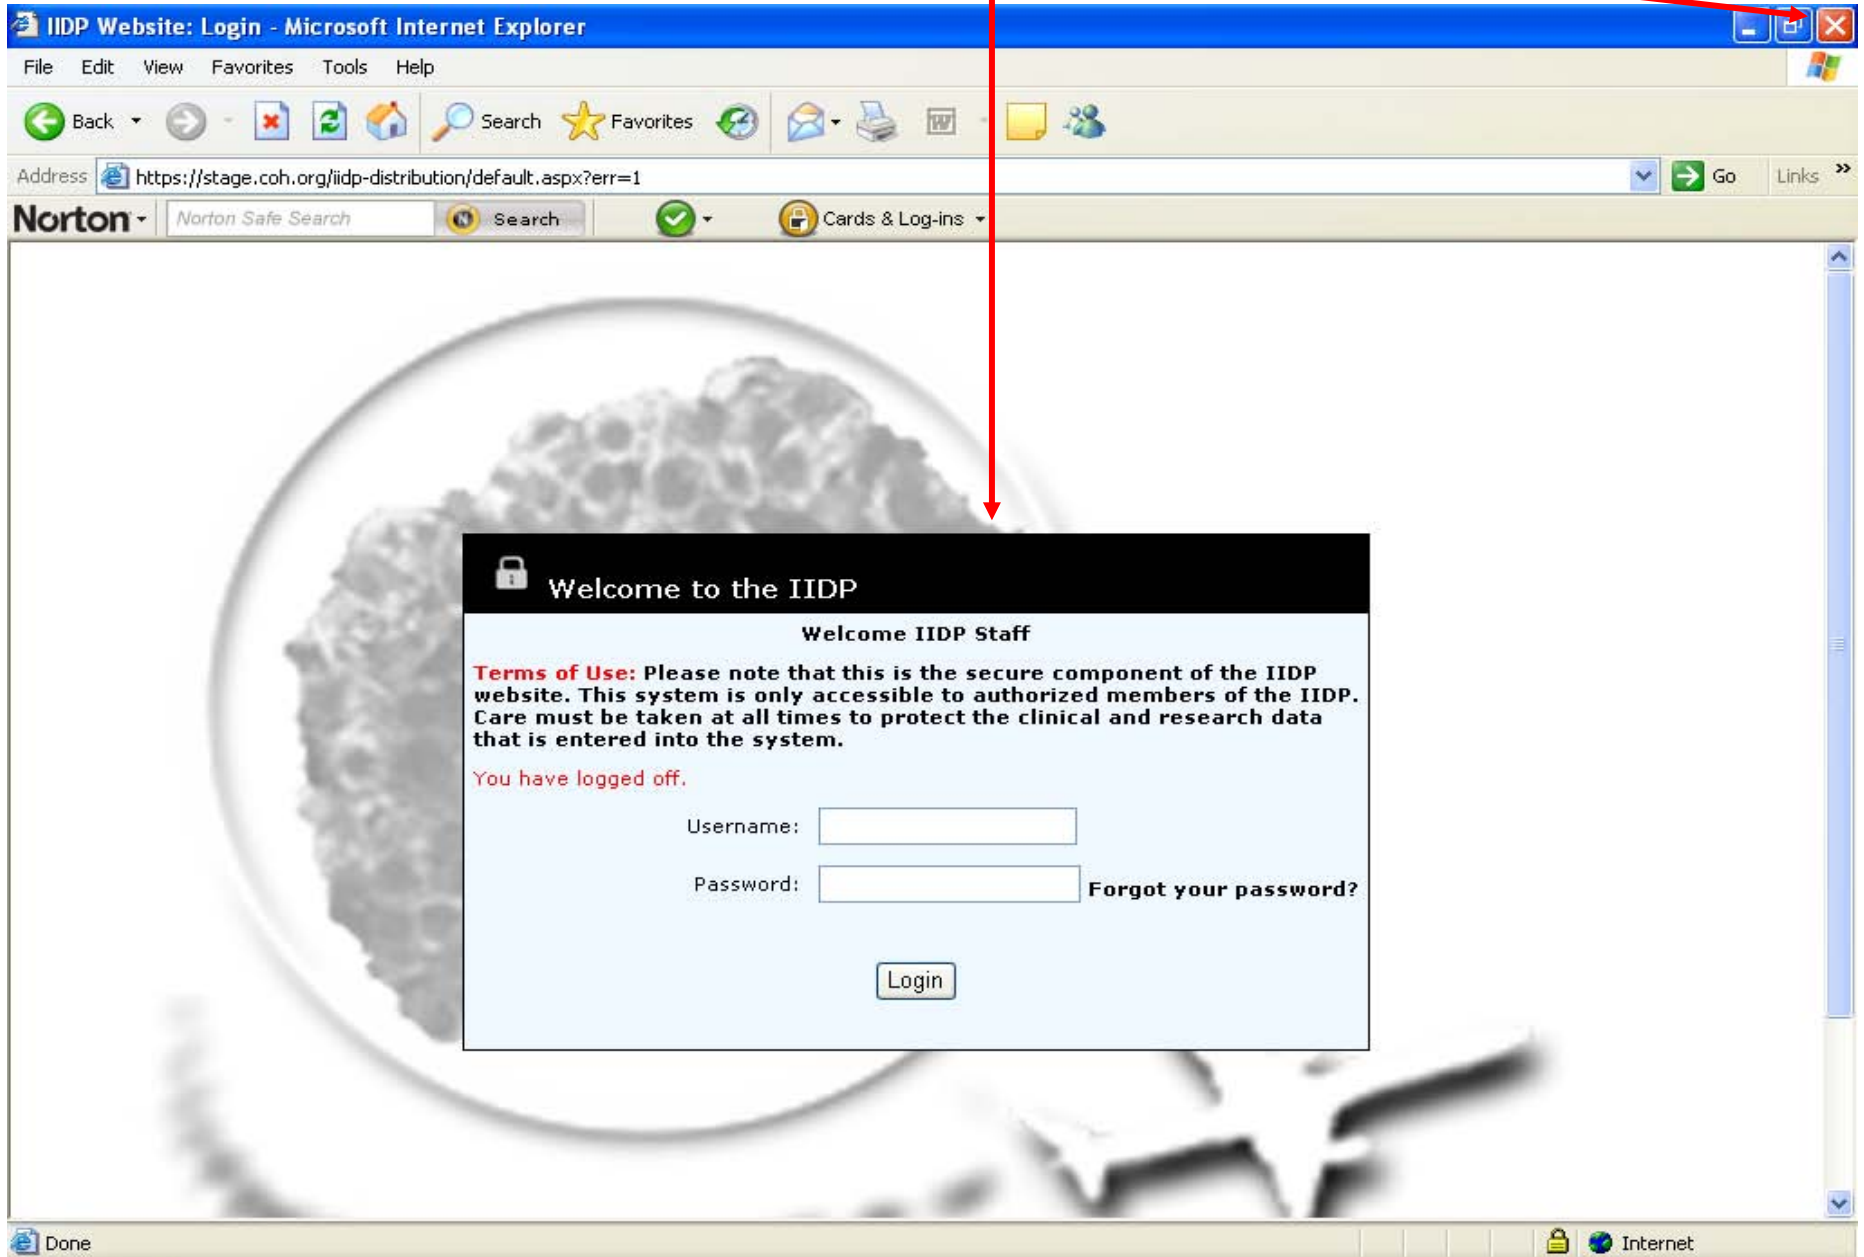 IIDP Website: Login - Microsoft Internet Explorer
File Edit View Favorites Tools Help
Back Search Favorites
Address https://stage.coh.org/iidp-distribution/default.aspx?err=1 Go Links »
Norton Norton Safe Search Search Cards & Log-ins
Welcome to the IIDP
Welcome IIDP Staff
Terms of Use: Please note that this is the secure component of the IIDP
website. This system is only accessible to authorized members of the IIDP.
Care must be taken at all times to protect the clinical and research data
that is entered into the system.
You have logged off.
Username:
Password: Forgot your password?
Login
Done Internet